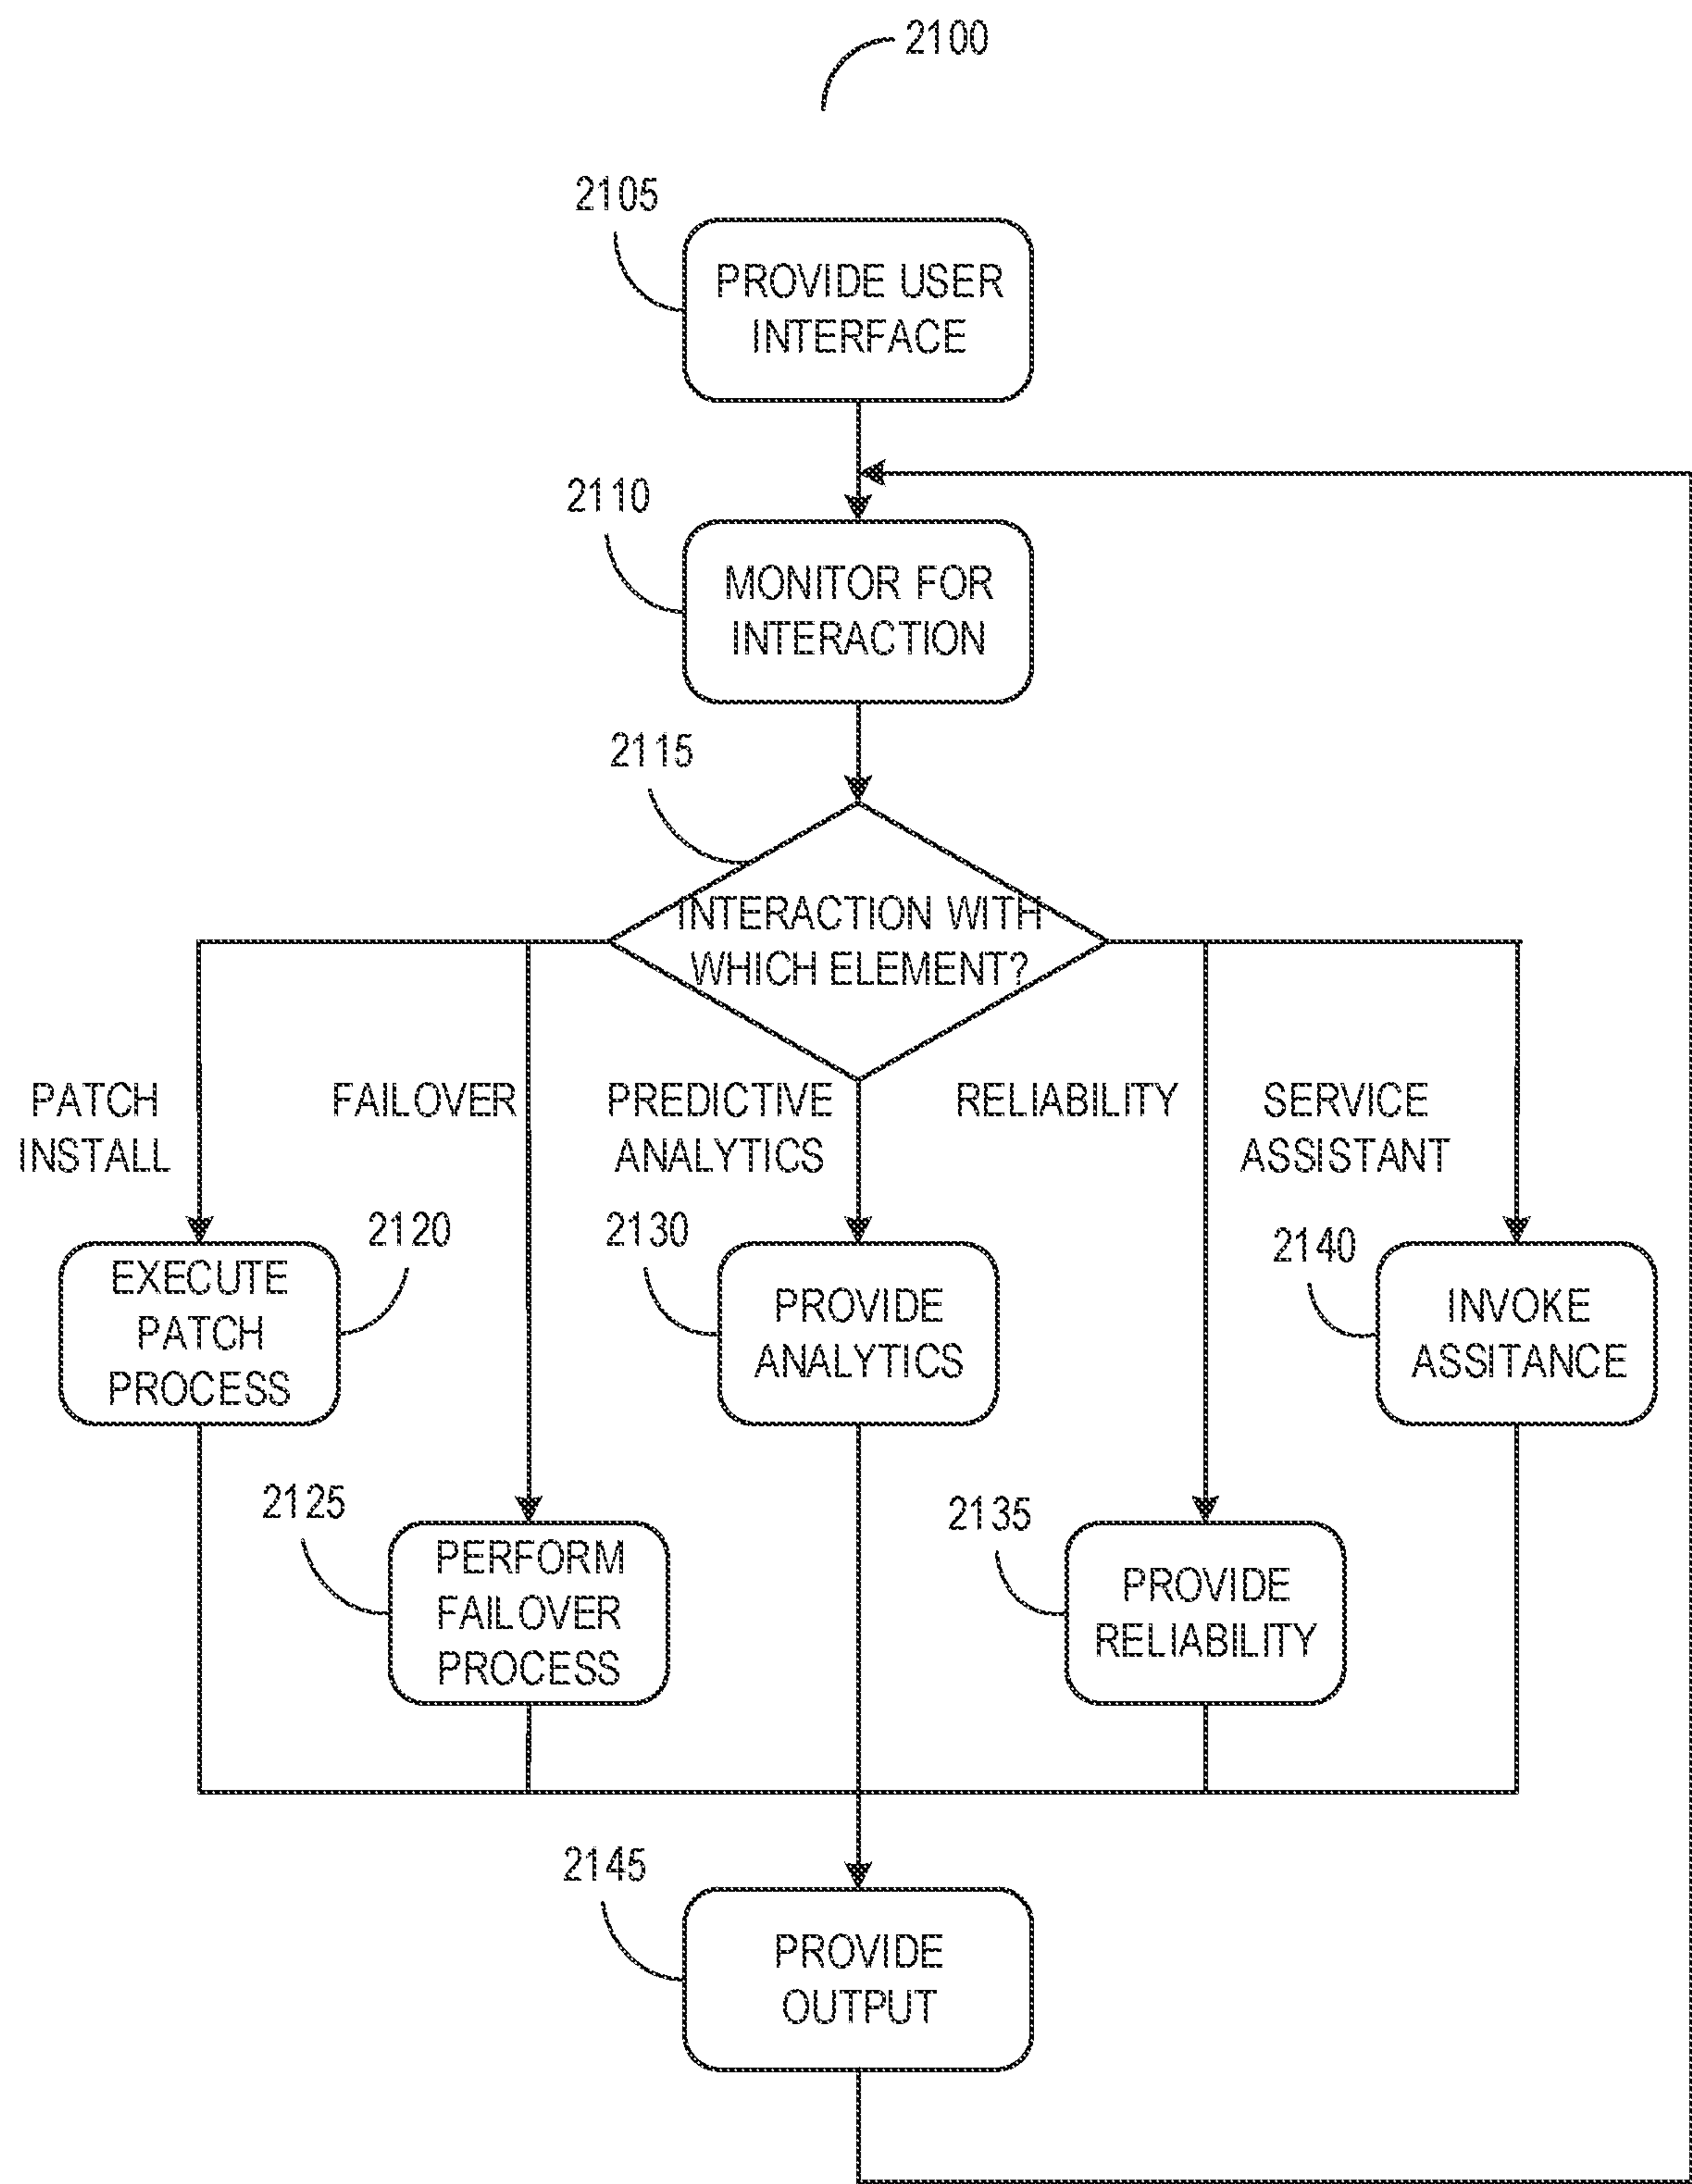 2100
2105
PROVIDE USER
INTERFACE
2110
MONITOR FOR
INTERACTION
2115
INTERACTION WITH
WHICH ELEMENT?
PATCH
INSTALL
FAILOVER
PREDICTIVE
ANALYTICS
RELIABILITY
SERVICE
ASSISTANT
2120
EXECUTE
PATCH
PROCESS
2130
PROVIDE
ANALYTICS
2140
INVOKE
ASSITANCE
2125
PERFORM
FAILOVER
PROCESS
2135
PROVIDE
RELIABILITY
2145
PROVIDE
OUTPUT